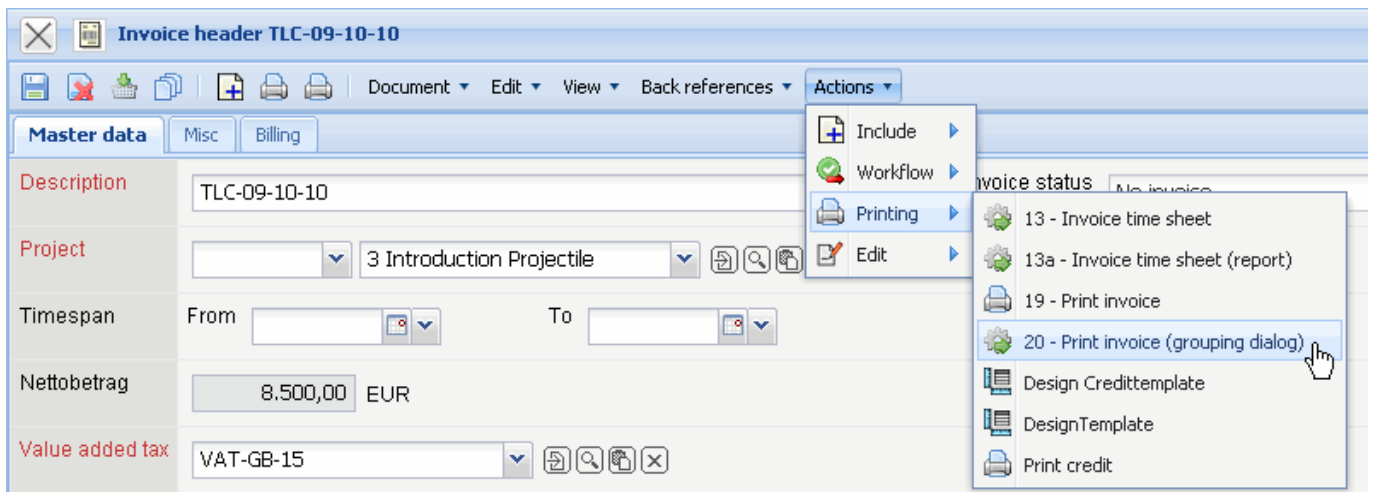 Invoice header TLC-09-10-10
Document Edit View Back references Actions
Master data Misc Billing
Include
Workflow
Printing
Edit
Description TLC-09-10-10
nvoice status No invoice
Project 3 Introduction Projectile
Timespan From To
Nettobetrag 8.500,00 EUR
Value added tax VAT-GB-15
13 - Invoice time sheet
13a - Invoice time sheet (report)
19 - Print invoice
20 - Print invoice (grouping dialog)
Design Credittemplate
DesignTemplate
Print credit